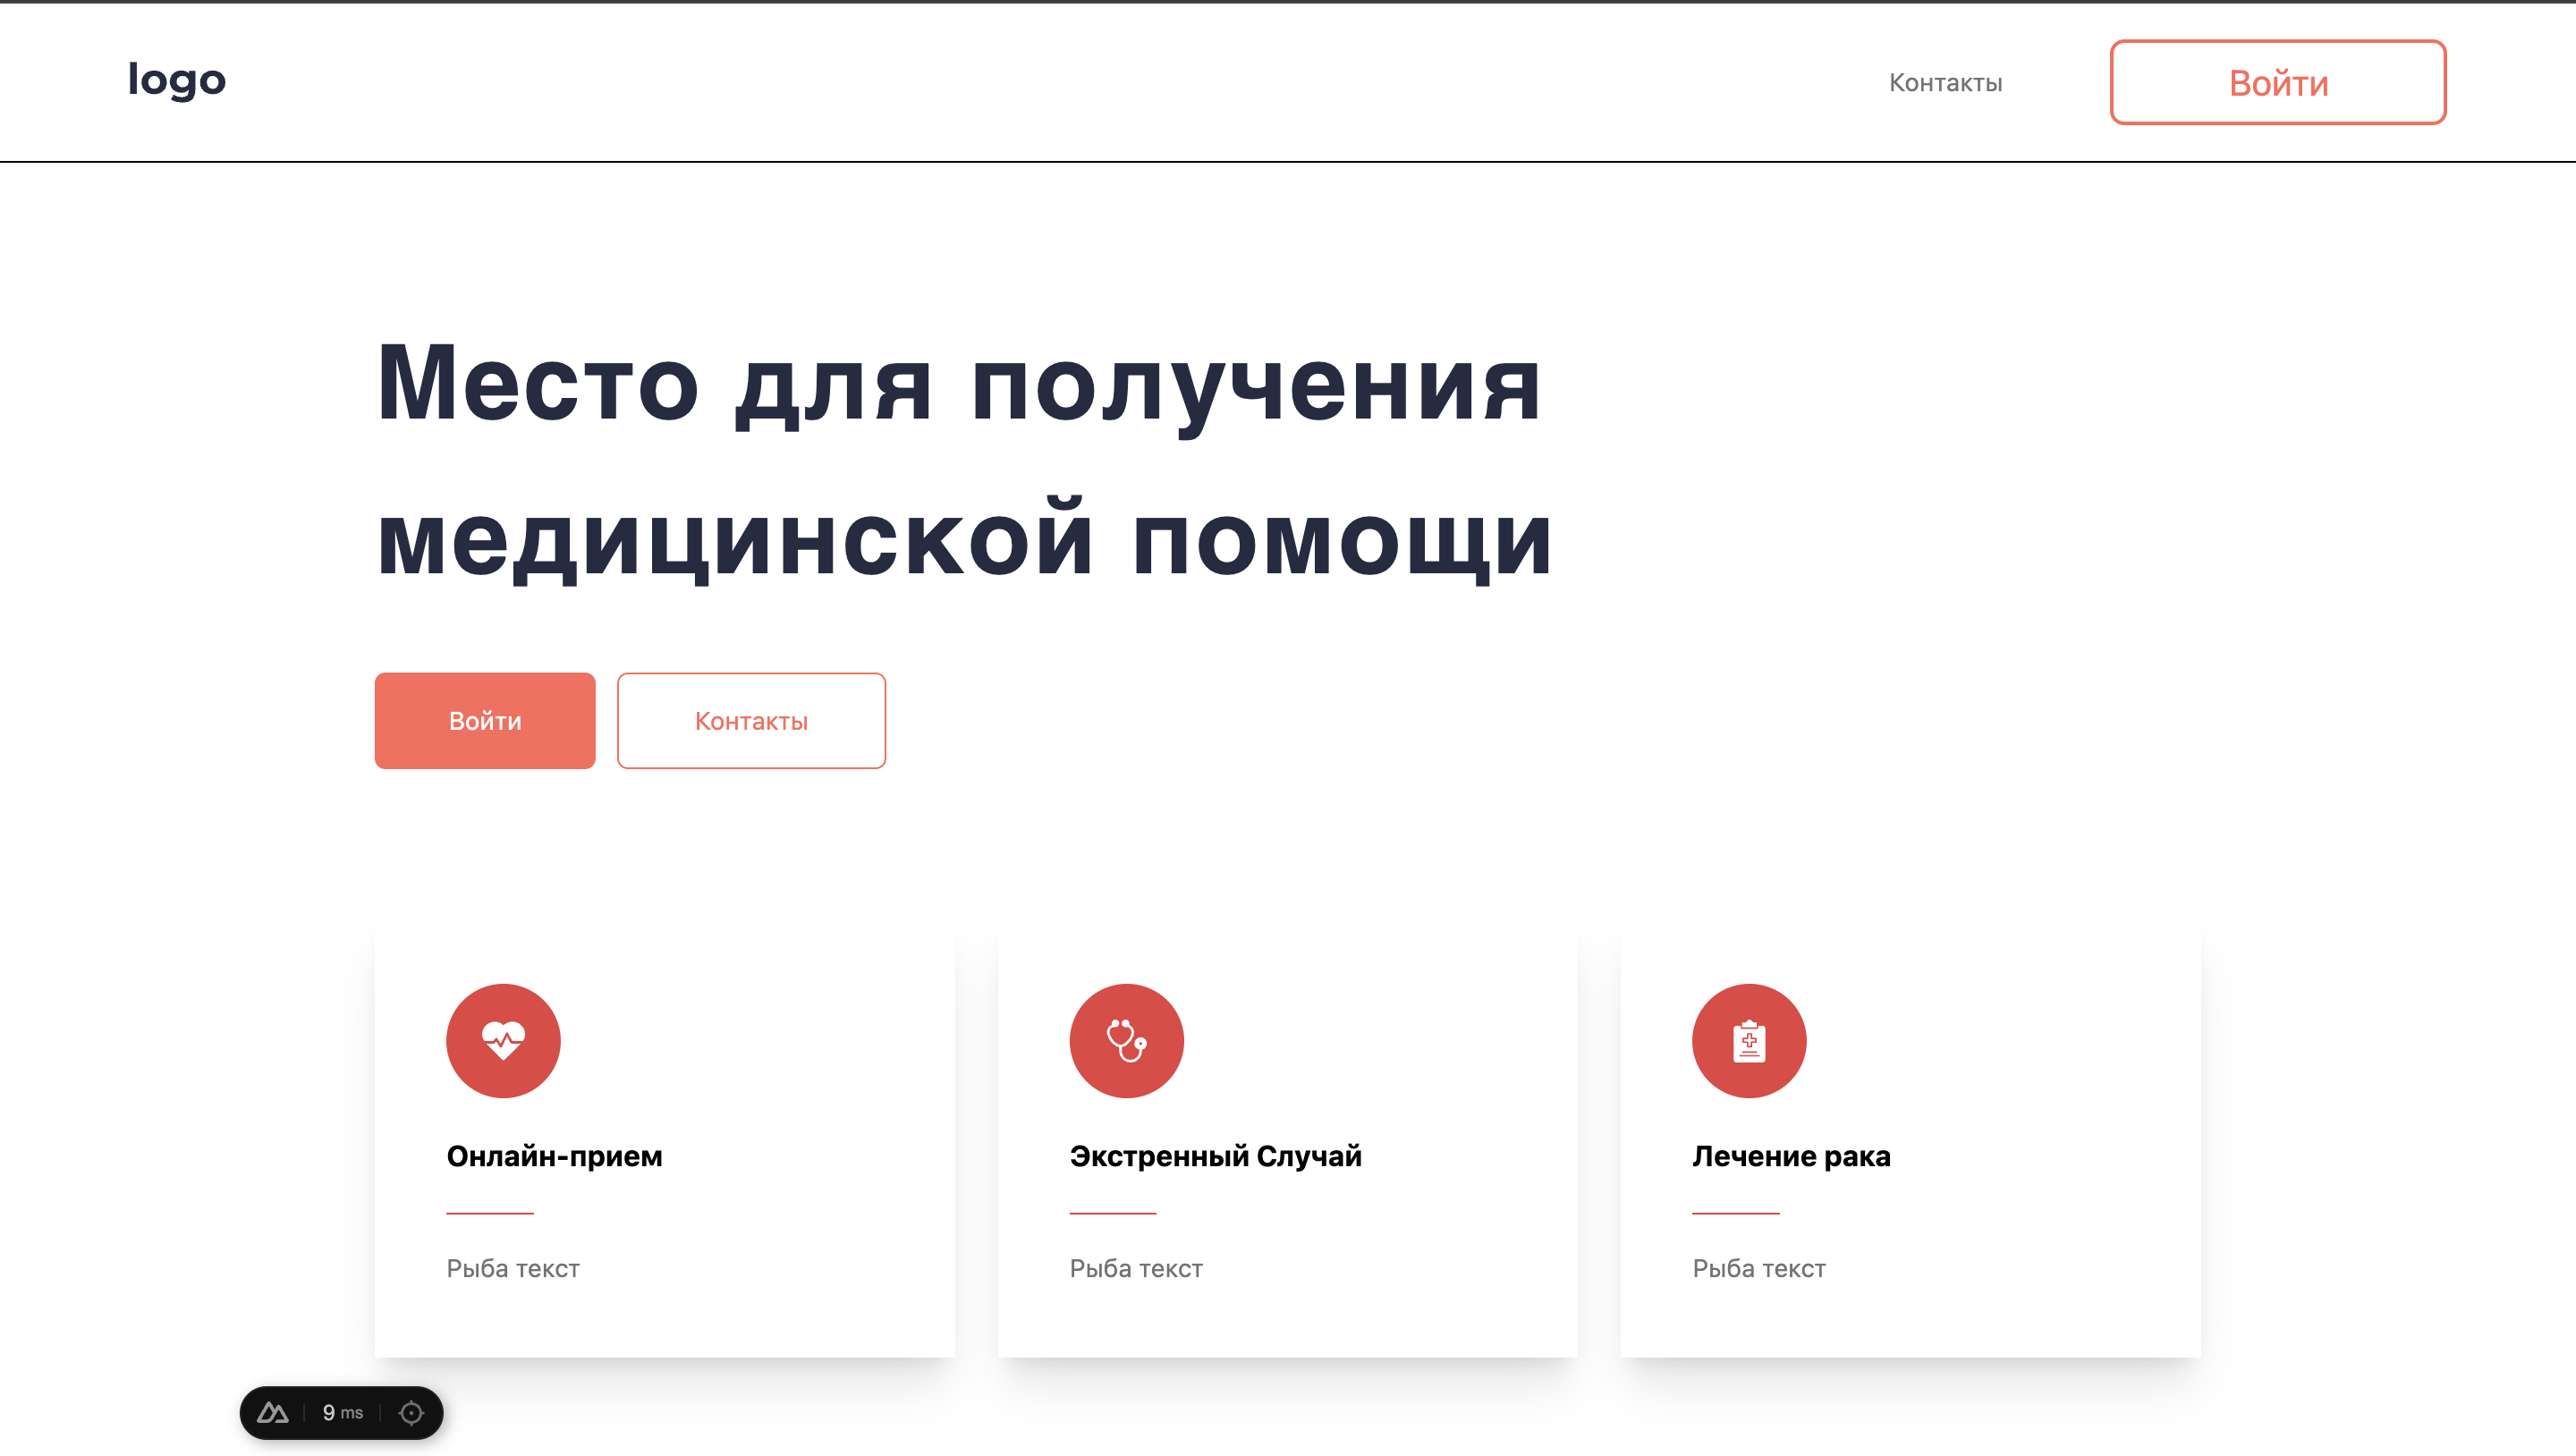 logo
Контакты
Войти
Место для получения
медицинской помощи
Войти
Контакты
Онлайн-прием
Экстренный Случай
Лечение рака
Рыба текст
Рыба текст
Рыба текст
9 ms